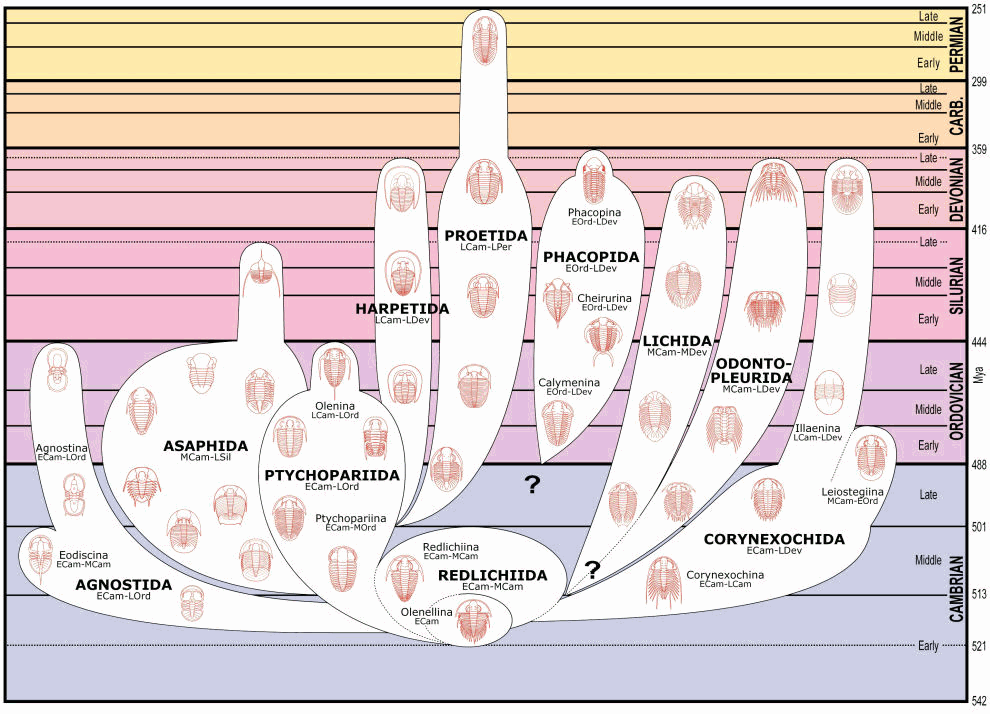 251
Late
Middle
Early
PERMIAN
299
Late
Middle
Early
CARB.
359
Late
Middle
Early
DEVONIAN
416
Late
Middle
Early
SILURIAN
444
Mya
Late
Middle
Early
ORDOVICIAN
488
Late
501
Middle
513
Early
CAMBRIAN
521
542
PROETIDA
LCam-LPer
HARPETIDA
LCam-LDev
Phacopina
EOrd-LDev
PHACOPIDA
EOrd-LDev
Cheirurina
EOrd-LDev
Calymenina
EOrd-LDev
LICHIDA
MCam-MDev
ODONTO-
PLEURIDA
MCam-LDev
Illaenina
LCam-LDev
Leiostegiina
MCam-EOrd
CORYNEXOCHIDA
ECam-LDev
Corynexochina
ECam-LCam
Agnostina
ECam-LOrd
Eodiscina
ECam-MCam
AGNOSTIDA
ECam-LOrd
ASAPHIDA
MCam-LSil
Olenina
LCam-LOrd
PTYCHOPARIIDA
ECam-LOrd
Ptychopariina
ECam-MOrd
Redlichiina
ECam-MCam
REDLICHIIDA
ECam-MCam
Olenellina
ECam
?
?